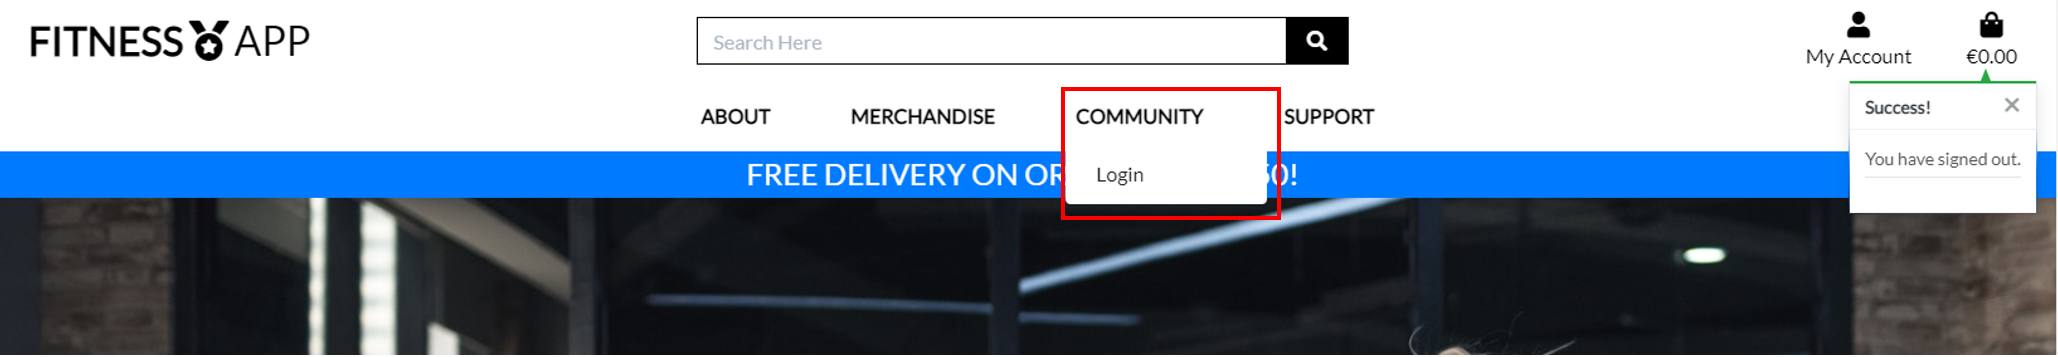 FITNESS APP
Search Here
My Account
€0.00
ABOUT
MERCHANDISE
COMMUNITY
SUPPORT
Success!
You have signed out.
Login
FREE DELIVERY ON OR 0!